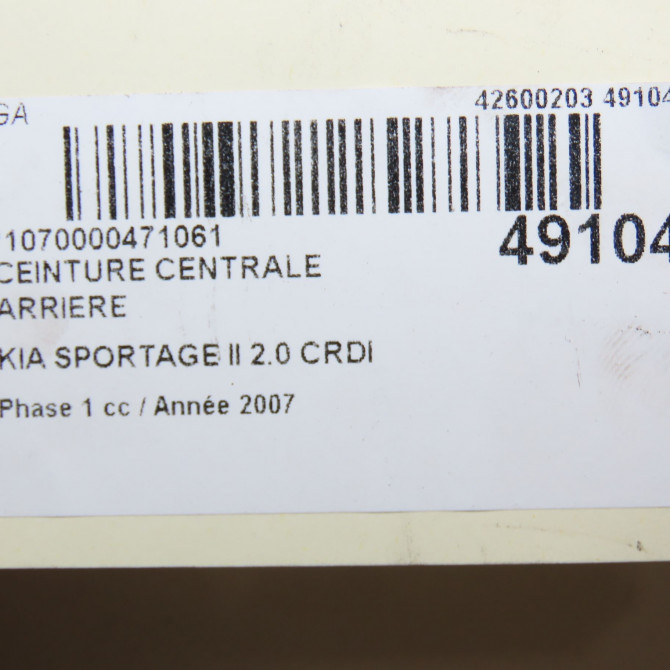 GA
42600203 49104
1070000471061
49104
CEINTURE CENTRALE
ARRIERE
KIA SPORTAGE II 2.0 CRDI
Phase 1 cc / Année 2007